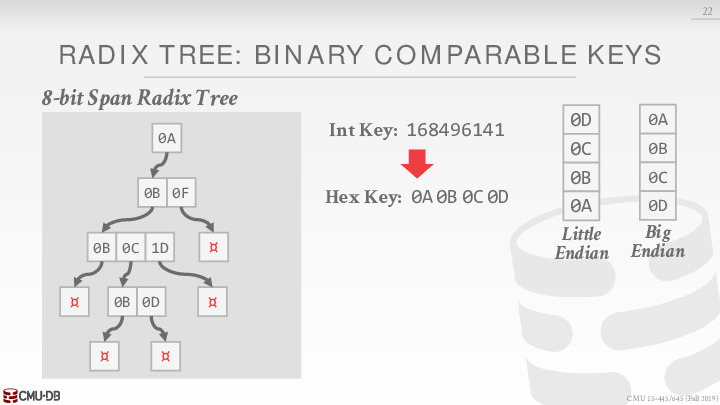 22
RADIX TREE: BINARY COMPARABLE KEYS
8-bit Span Radix Tree
0A
0B 0F
0B 0C 1D ¤
¤ 0B 0D ¤
¤ ¤
Int Key: 168496141
Hex Key: 0A 0B 0C 0D
0D
0C
0B
0A
Little
Endian
0A
0B
0C
0D
Big
Endian
CMU·DB
CMU 15-445/645 (Fall 2019)